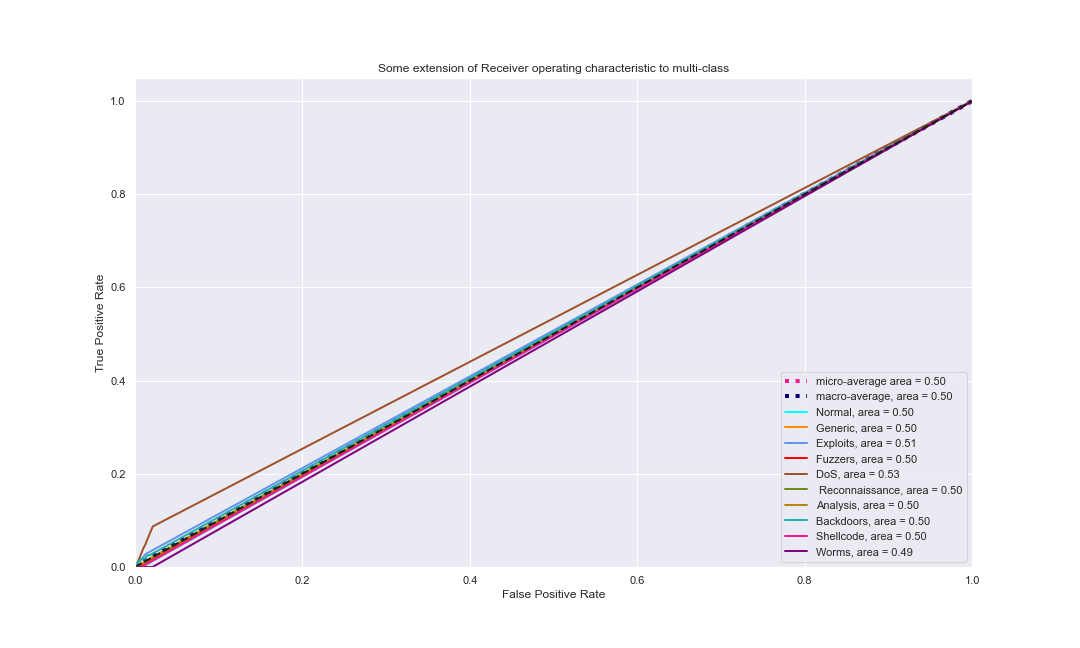 Some extension of Receiver operating characteristic to multi-class
1.0
0.8
0.6
0.4
0.2
0.0
True Positive Rate
0.0 0.2 0.4 0.6 0.8 1.0
False Positive Rate
micro-average area = 0.50
macro-average, area = 0.50
Normal, area = 0.50
Generic, area = 0.50
Exploits, area = 0.51
Fuzzers, area = 0.50
DoS, area = 0.53
Reconnaissance, area = 0.50
Analysis, area = 0.50
Backdoors, area = 0.50
Shellcode, area = 0.50
Worms, area = 0.49